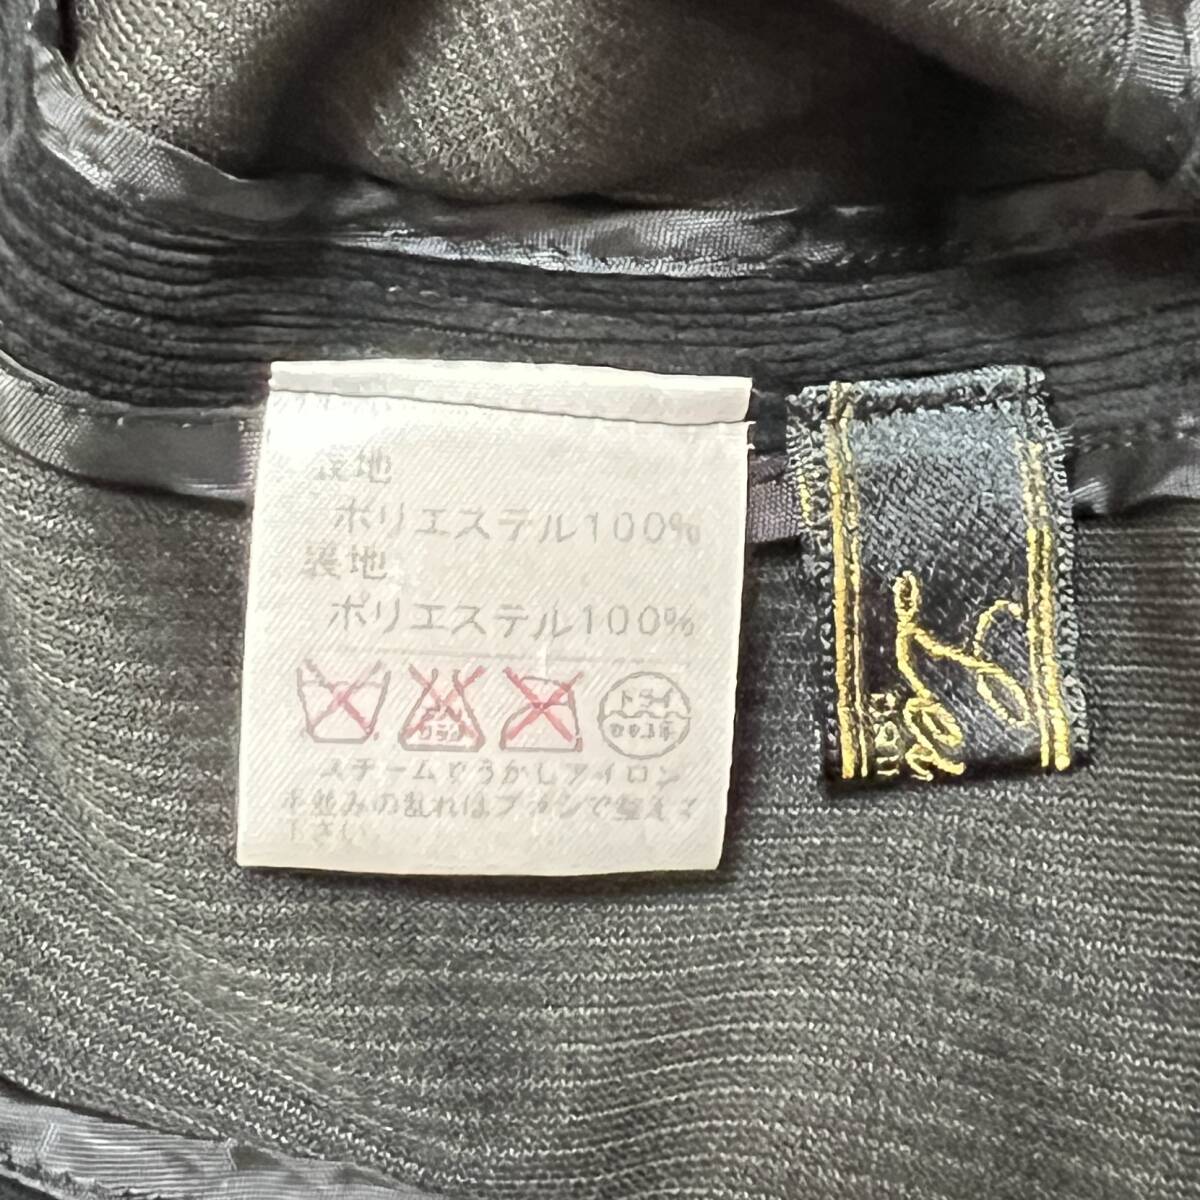 表地
ポリエステル100%
裏地
ポリエステル100%
ドライ
スチームでうかしアイロン
毛並みの乱れはブラシで整えて
下さい